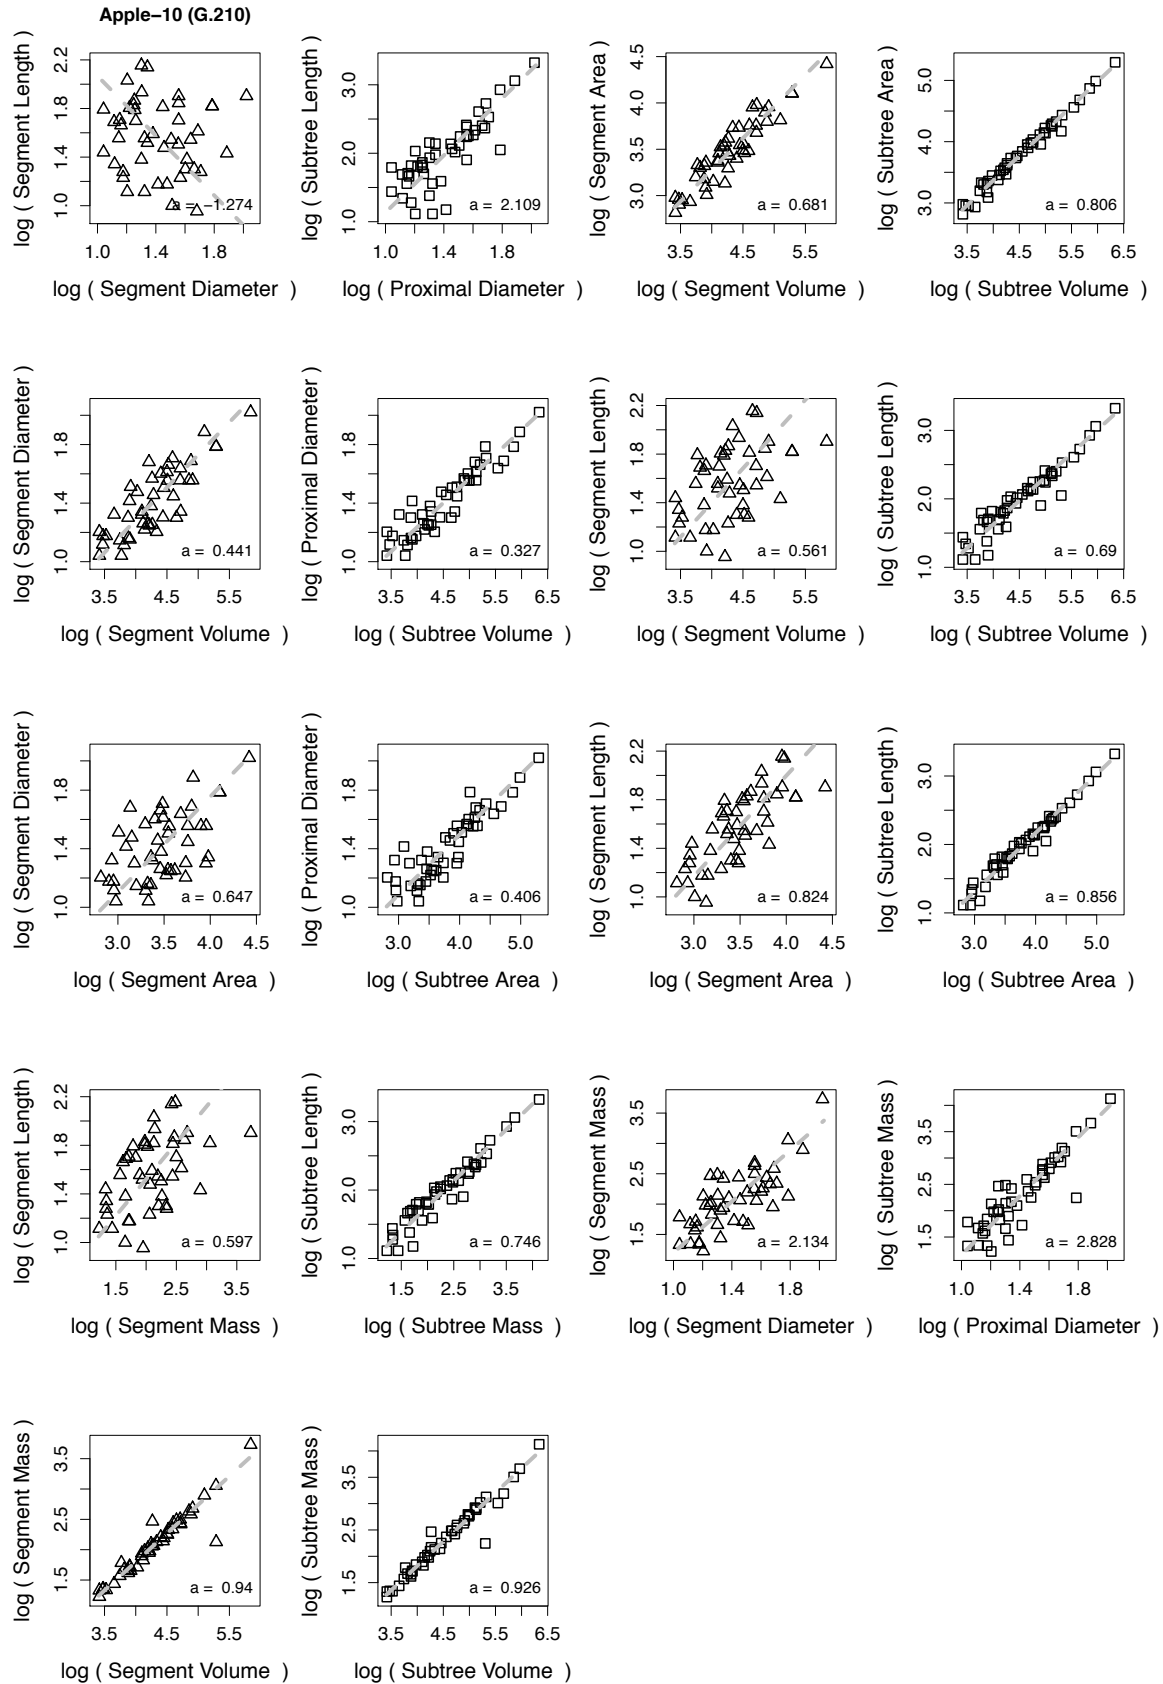 Apple−10 (G.210)
log ( Segment Length )
1.0 1.4 1.8 2.2
a = −1.274
1.0 1.4 1.8
log ( Segment Diameter )
log ( Subtree Length )
1.0 2.0 3.0
a = 2.109
1.0 1.4 1.8
log ( Proximal Diameter )
log ( Segment Area )
3.0 3.5 4.0 4.5
a = 0.681
3.5 4.5 5.5
log ( Segment Volume )
log ( Subtree Area )
3.0 4.0 5.0
a = 0.806
3.5 4.5 5.5 6.5
log ( Subtree Volume )
log ( Segment Diameter )
1.0 1.4 1.8
a = 0.441
3.5 4.5 5.5
log ( Segment Volume )
log ( Proximal Diameter )
1.0 1.4 1.8
a = 0.327
3.5 4.5 5.5 6.5
log ( Subtree Volume )
log ( Segment Length )
1.0 1.4 1.8 2.2
a = 0.561
3.5 4.5 5.5
log ( Segment Volume )
log ( Subtree Length )
1.0 2.0 3.0
a = 0.69
3.5 4.5 5.5 6.5
log ( Subtree Volume )
log ( Segment Diameter )
1.0 1.4 1.8
a = 0.647
3.0 3.5 4.0 4.5
log ( Segment Area )
log ( Proximal Diameter )
1.0 1.4 1.8
a = 0.406
3.0 4.0 5.0
log ( Subtree Area )
log ( Segment Length )
1.0 1.4 1.8 2.2
a = 0.824
3.0 3.5 4.0 4.5
log ( Segment Area )
log ( Subtree Length )
1.0 2.0 3.0
a = 0.856
3.0 4.0 5.0
log ( Subtree Area )
log ( Segment Length )
1.0 1.4 1.8 2.2
a = 0.597
1.5 2.5 3.5
log ( Segment Mass )
log ( Subtree Length )
1.0 2.0 3.0
a = 0.746
1.5 2.5 3.5
log ( Subtree Mass )
log ( Segment Mass )
1.5 2.5 3.5
a = 2.134
1.0 1.4 1.8
log ( Segment Diameter )
log ( Subtree Mass )
1.5 2.5 3.5
a = 2.828
1.0 1.4 1.8
log ( Proximal Diameter )
log ( Segment Mass )
1.5 2.5 3.5
a = 0.94
3.5 4.5 5.5
log ( Segment Volume )
log ( Subtree Mass )
1.5 2.5 3.5
a = 0.926
3.5 4.5 5.5 6.5
log ( Subtree Volume )